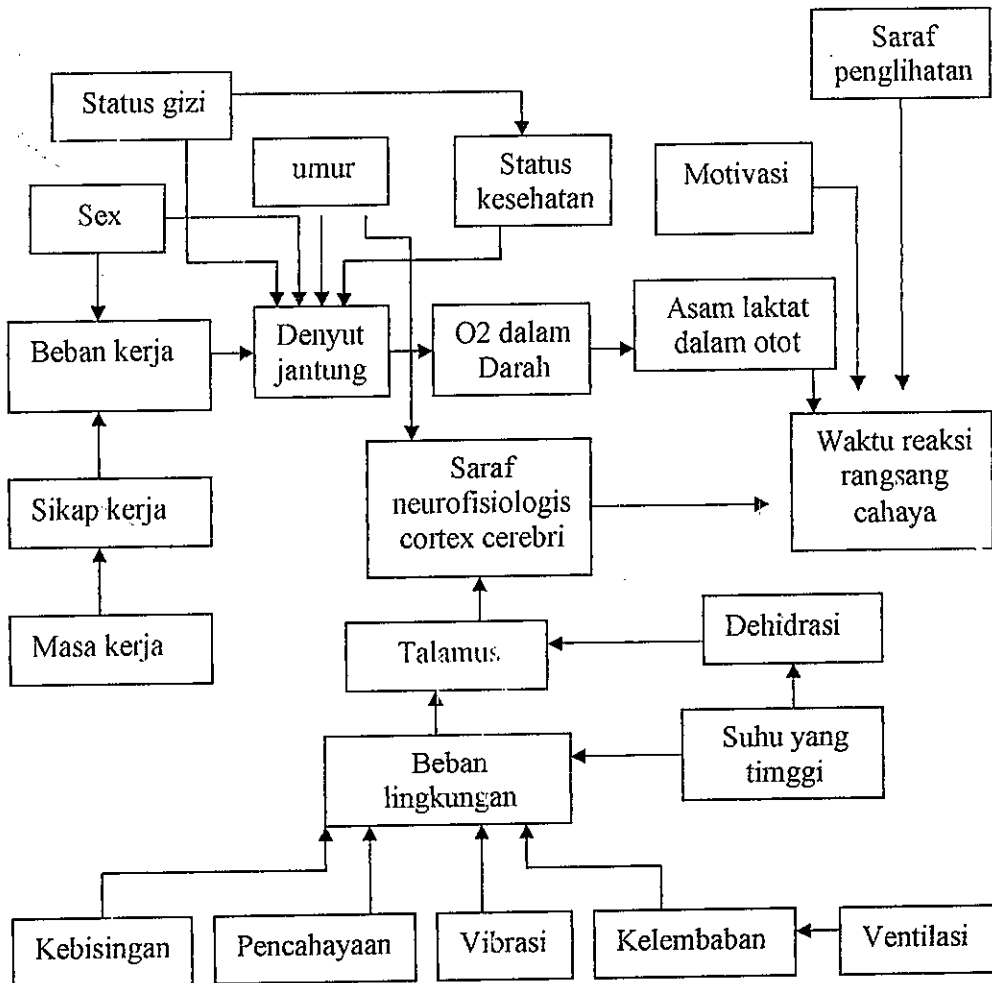 Saraf
penglihatan
Status gizi
umur
Status
kesehatan
Motivasi
Sex
Beban kerja
Denyut
jantung
O2 dalam
Darah
Asam laktat
dalam otot
Waktu reaksi
rangsang
cahaya
Saraf
neurofisiologis
cortex cerebri
Sikap kerja
Masa kerja
Talamus
Dehidrasi
Suhu yang
timggi
Beban
lingkungan
Kebisingan
Pencahayaan
Vibrasi
Kelembaban
Ventilasi